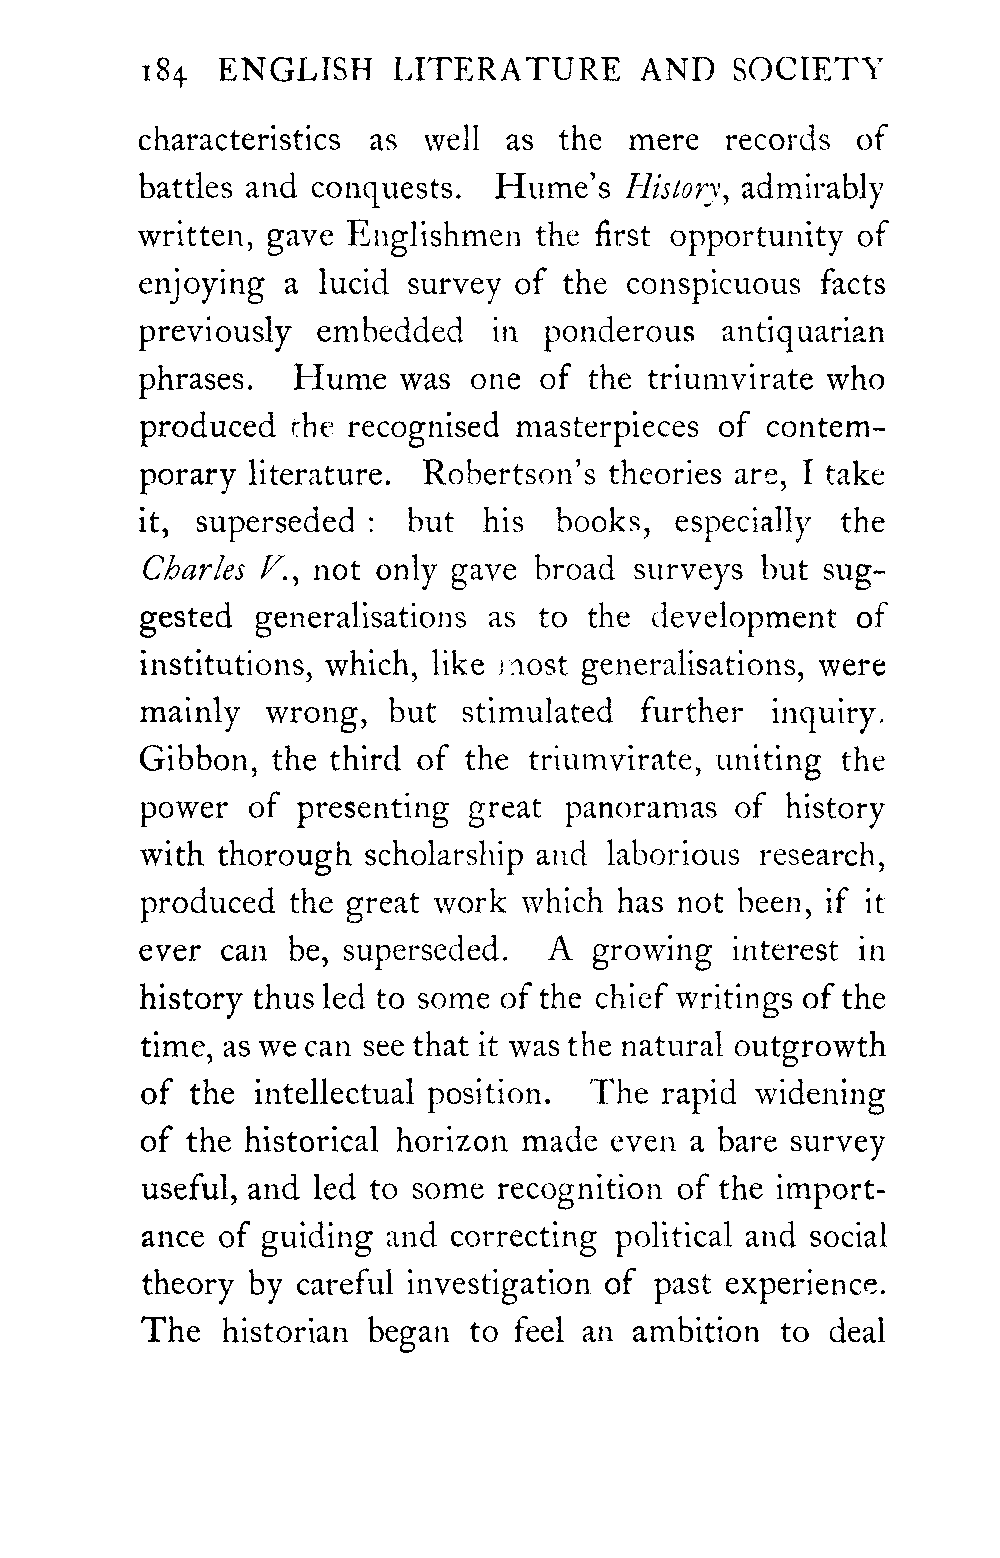 184 ENGLISH LITERATURE AND SOCIETY
characteristics as well as the mere records of
battles and conquests. Hume's History, admirably
written, gave Englishmen the first opportunity of
enjoying a lucid survey of the conspicuous facts
previously embedded in ponderous antiquarian
phrases. Hume was one of the triumvirate who
produced the recognised masterpieces of contem-
porary literature. Robertson's theories are, I take
it, superseded : but his books, especially the
Charles V., not only gave broad surveys but sug-
gested generalisations as to the development of
institutions, which, like most generalisations, were
mainly wrong, but stimulated further inquiry.
Gibbon, the third of the triumvirate, uniting the
power of presenting great panoramas of history
with thorough scholarship and laborious research,
produced the great work which has not been, if it
ever can be, superseded. A growing interest in
history thus led to some of the chief writings of the
time, as we can see that it was the natural outgrowth
of the intellectual position. The rapid widening
of the historical horizon made even a bare survey
useful, and led to some recognition of the import-
ance of guiding and correcting political and social
theory by careful investigation of past experience.
The historian began to feel an ambition to deal